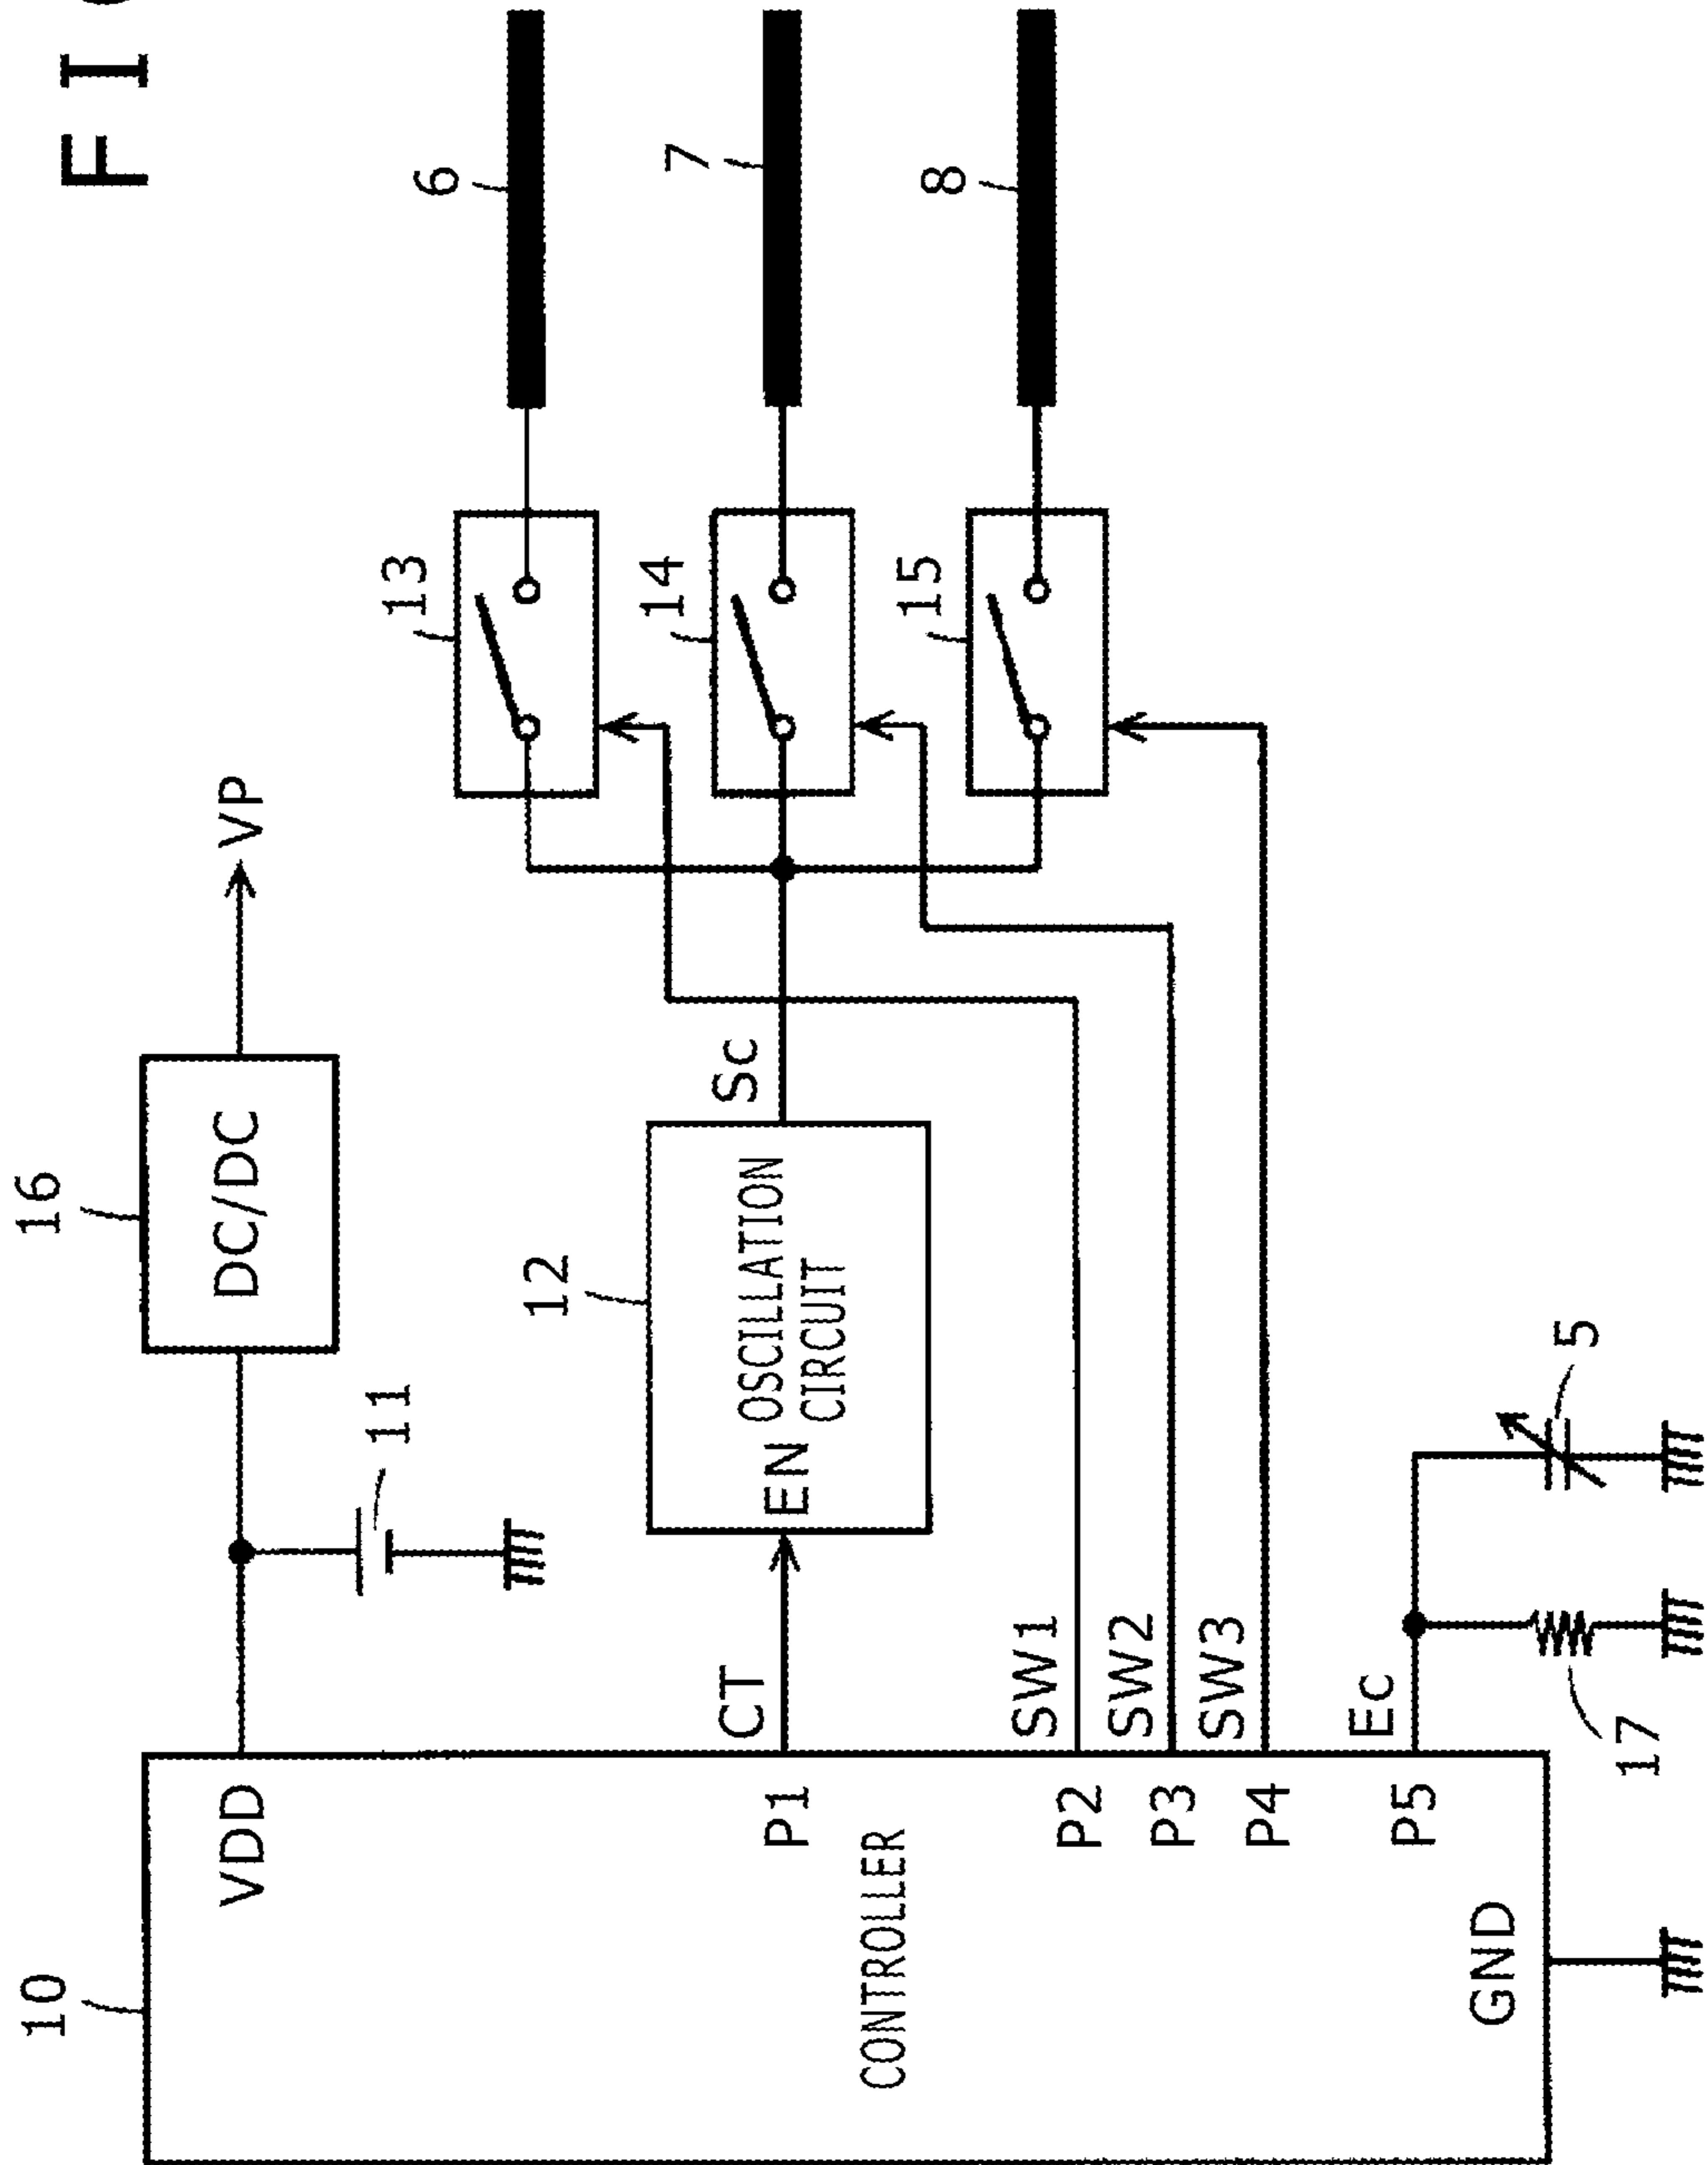 FI
10
VDD
P1
CONTROLLER
P2
P3
P4
P5
GND
CT
SW1
SW2
SW3
Ec
17
5
11
16
DC/DC
VP
12
EN OSCILLATION
CIRCUIT
Sc
13
14
15
6
7
8